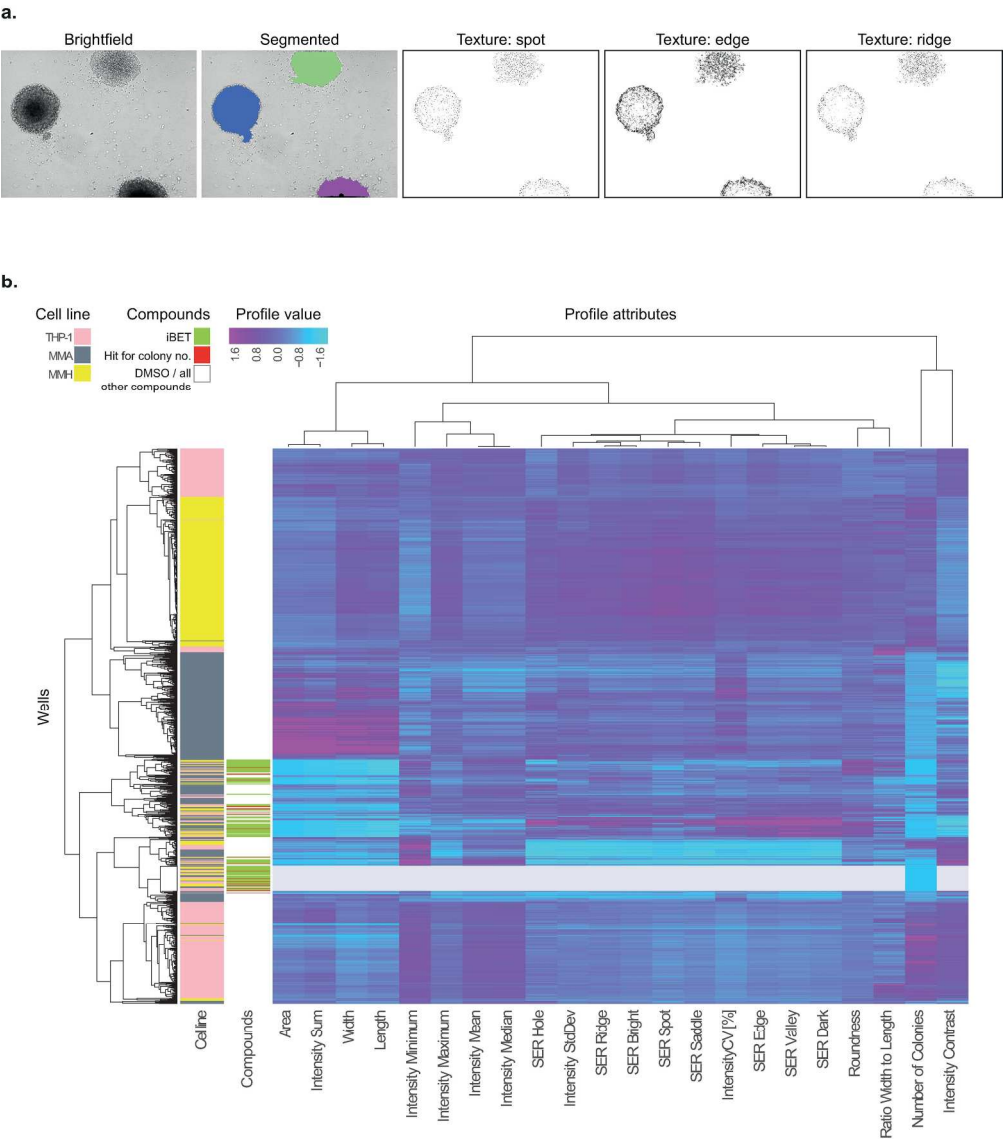 a.
Brightfield
Segmented
Texture: spot
Texture: edge
Texture: ridge
b.
Cell line
THP-1
MMA
MMH
Compounds
iBET
Hit for colony no.
DMSO / all
other compounds
Profile value
1.6
0.8
0.0
−0.8
−1.6
Profile attributes
Wells
Celline
Compounds
Area
Intensity Sum
Width
Length
Intensity Minimum
Intensity Maximum
Intensity Mean
Intensity Median
SER Hole
Intensity StdDev
SER Ridge
SER Bright
SER Spot
SER Saddle
IntensityCV [%]
SER Edge
SER Valley
SER Dark
Roundness
Ratio Width to Length
Number of Colonies
Intensity Contrast